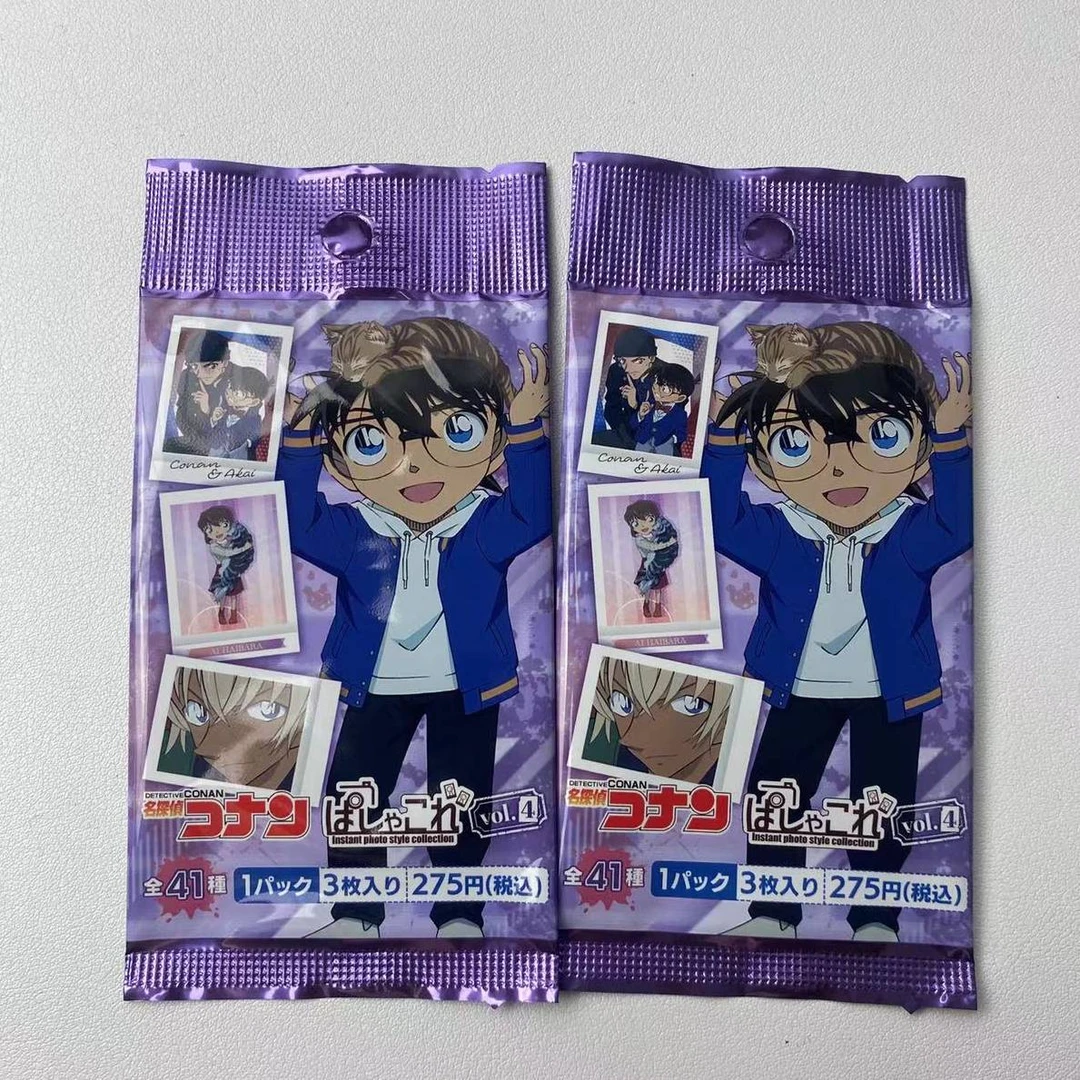 Conan
& Akai
AI HAIBARA
DETECTIVE CONAN
名探偵
コナン
ぱしゃこれ
Instant photo style collection
vol.4
全41種
1パック 3枚入り 275円(税込)
Conan
& Akai
AI HAIBARA
DETECTIVE CONAN
名探偵
コナン
ぱしゃこれ
Instant photo style collection
vol.4
全41種
1パック 3枚入り 275円(税込)